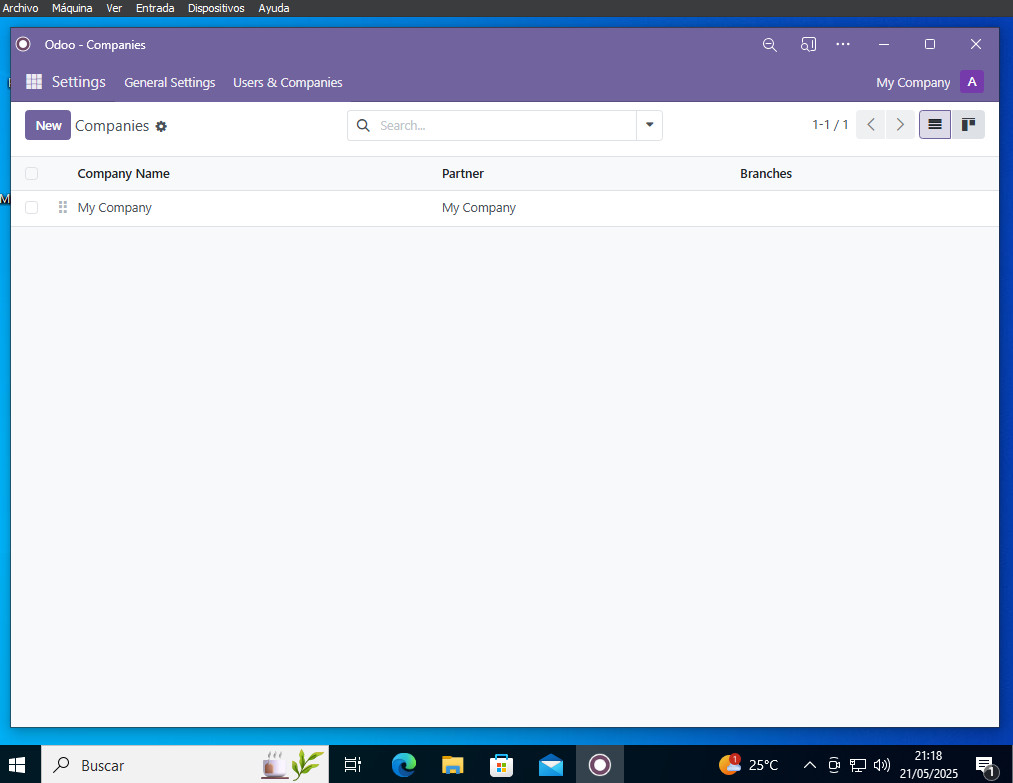 Archivo Máquina Ver Entrada Dispositivos Ayuda
Odoo - Companies
Settings General Settings Users & Companies My Company A
New Companies Search... 1-1 / 1
Company Name Partner Branches
My Company My Company
M
Buscar 1 25°C 21:18
21/05/2025 1